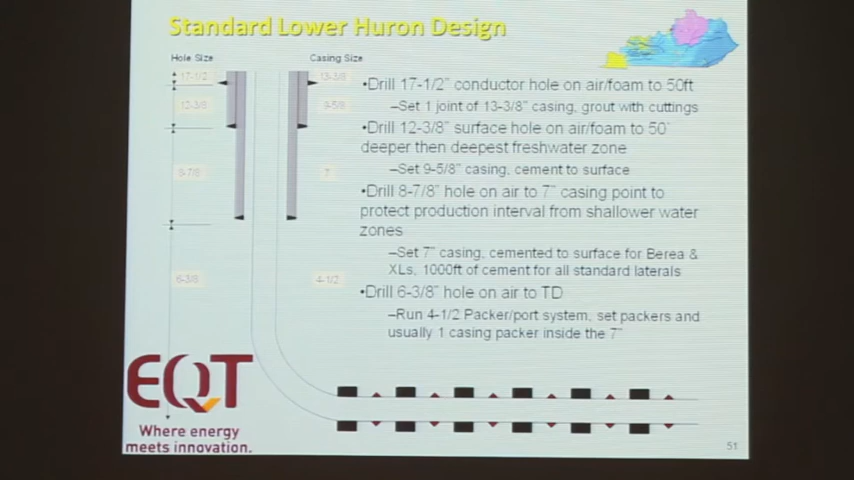 Standard Lower Huron Design
Hole Size
Casing Size
17-1/2
13-3/8
12-3/8
9-5/8
8-7/8
7
6-3/8
4-1/2
•Drill 17-1/2" conductor hole on air/foam to 50ft
–Set 1 joint of 13-3/8" casing, grout with cuttings
•Drill 12-3/8" surface hole on air/foam to 50'
deeper then deepest freshwater zone
–Set 9-5/8" casing, cement to surface
•Drill 8-7/8" hole on air to 7" casing point to
protect production interval from shallower water
zones
–Set 7" casing, cemented to surface for Berea &
XLs, 1000ft of cement for all standard laterals
•Drill 6-3/8" hole on air to TD
–Run 4-1/2 Packer/port system, set packers and
usually 1 casing packer inside the 7"
EQT
Where energy
meets innovation.
51